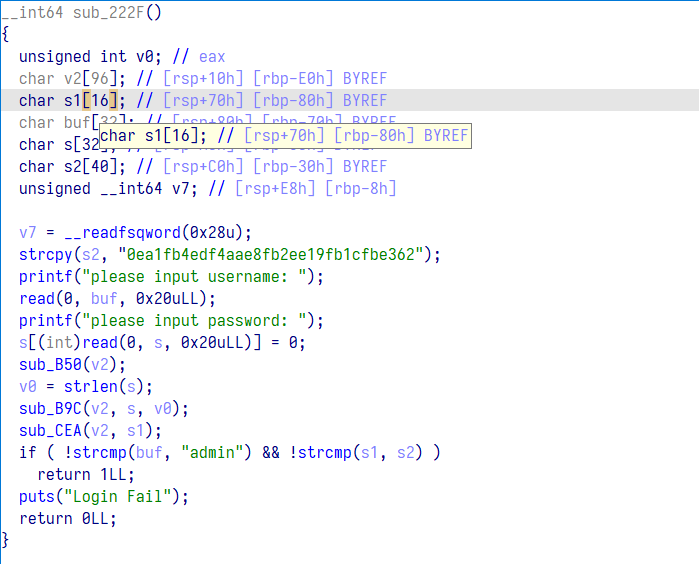 __int64 sub_222F()
{
unsigned int v0; // eax
char v2[96]; // [rsp+10h] [rbp-E0h] BYREF
char s1[16]; // [rsp+70h] [rbp-80h] BYREF
char buf[32]; // [rsp+80h] [rbp-70h] BYREF
char s1[16]; // [rsp+70h] [rbp-80h] BYREF
char s[32]; // BYREF
char s2[40]; // [rsp+C0h] [rbp-30h] BYREF
unsigned __int64 v7; // [rsp+E8h] [rbp-8h]
v7 = __readfsqword(0x28u);
strcpy(s2, "0ea1fb4edf4aae8fb2ee19fb1cfbe362");
printf("please input username: ");
read(0, buf, 0x20uLL);
printf("please input password: ");
s[(int)read(0, s, 0x20uLL)] = 0;
sub_B50(v2);
v0 = strlen(s);
sub_B9C(v2, s, v0);
sub_CEA(v2, s1);
if ( !strcmp(buf, "admin") && !strcmp(s1, s2) )
return 1LL;
puts("Login Fail");
return 0LL;
}